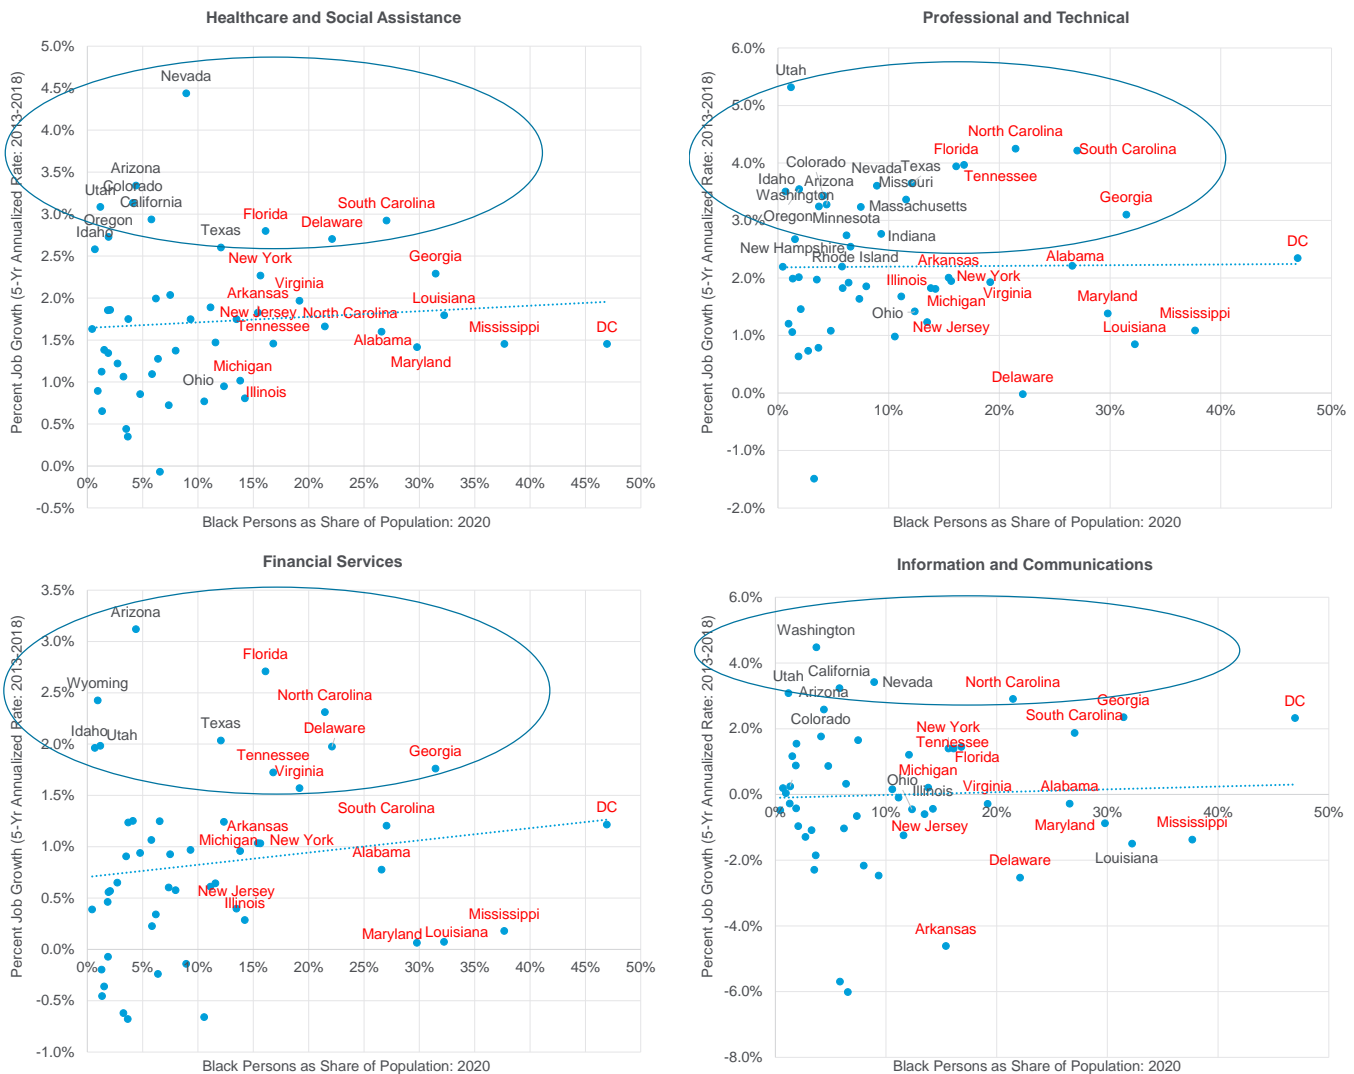 Healthcare and Social Assistance
Percent Job Growth (5-Yr Annualized Rate: 2013-2018)
5.0%
4.5%
4.0%
3.5%
3.0%
2.5%
2.0%
1.5%
1.0%
0.5%
0.0%
-0.5%
Nevada
Arizona
Utah
Colorado
California
Oregon
Idaho
Texas
Florida
Delaware
South Carolina
New York
Georgia
Virginia
Arkansas
North Carolina
Louisiana
Tennessee
Alabama
Mississippi
DC
Maryland
Michigan
Ohio
Illinois
0%
5%
10%
15%
20%
25%
30%
35%
40%
45%
50%
Black Persons as Share of Population: 2020
Professional and Technical
Percent Job Growth (5-Yr Annualized Rate: 2013-2018)
6.0%
5.0%
4.0%
3.0%
2.0%
1.0%
0.0%
-1.0%
-2.0%
Utah
North Carolina
Florida
South Carolina
Colorado
Nevada
Texas
Tennessee
Idaho
Arizona
Missouri
Washington
Massachusetts
Georgia
Oregon
Minnesota
Indiana
DC
New Hampshire
Rhode Island
Arkansas
Alabama
Illinois
New York
Virginia
Michigan
Maryland
Ohio
New Jersey
Louisiana
Mississippi
Delaware
0%
10%
20%
30%
40%
50%
Black Persons as Share of Population: 2020
Financial Services
Percent Job Growth (5-Yr Annualized Rate: 2013-2018)
3.5%
3.0%
2.5%
2.0%
1.5%
1.0%
0.5%
0.0%
-0.5%
-1.0%
Arizona
Florida
Wyoming
North Carolina
Idaho
Utah
Texas
Delaware
Tennessee
Georgia
Virginia
South Carolina
DC
Arkansas
Michigan
New York
Alabama
New Jersey
Illinois
Mississippi
Maryland
Louisiana
0%
5%
10%
15%
20%
25%
30%
35%
40%
45%
50%
Black Persons as Share of Population: 2020
Information and Communications
Percent Job Growth (5-Yr Annualized Rate: 2013-2018)
6.0%
4.0%
2.0%
0.0%
-2.0%
-4.0%
-6.0%
-8.0%
Washington
California
Utah
Nevada
Arizona
North Carolina
Georgia
Colorado
South Carolina
DC
New York
Tennessee
Florida
Michigan
Ohio
Illinois
Virginia
Alabama
New Jersey
Maryland
Mississippi
Delaware
Louisiana
Arkansas
0%
10%
20%
30%
40%
50%
Black Persons as Share of Population: 2020